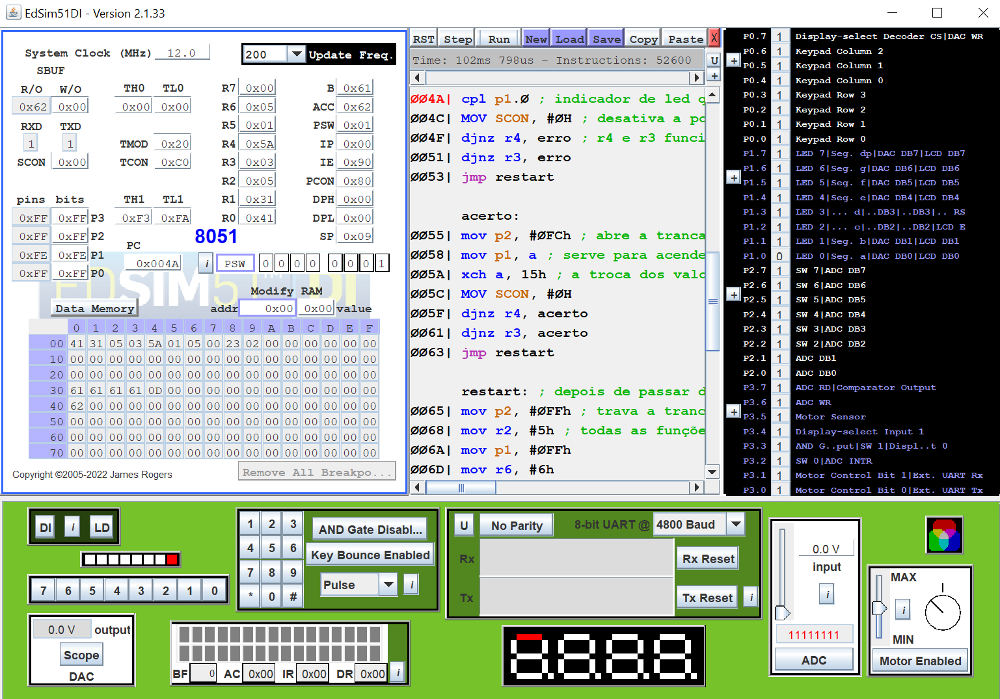 EdSim51DI - Version 2.1.33
System Clock (MHz) 12.0 200 Update Freq.
SBUF
R/O W/O TH0 TL0 R7 0x00 B 0x61
0x62 0x00 0x00 0x00 R6 0x05 ACC 0x62
RXD TXD R5 0x01 PSW 0x01
1 1 TMOD 0x20 R4 0x5A IP 0x00
SCON 0x00 TCON 0xC0 R3 0x03 IE 0x90
R2 0x05 PCON 0x80
pins bits TH1 TL1 R1 0x31 DPH 0x00
0xFF 0xFF P3 0xF3 0xFA R0 0x41 DPL 0x00
0xFF 0xFF P2 8051 SP 0x09
0xFE 0xFE P1 PC
0xFF 0xFF P0 0x004A i PSW 0 0 0 0 0 0 0 1
EDSIM51DI TM
Modify RAM
Data Memory addr 0x00 0x00 value
0 1 2 3 4 5 6 7 8 9 A B C D E F
00 41 31 05 03 5A 01 05 00 23 02 00 00 00 00 00 00
10 00 00 00 00 00 00 00 00 00 00 00 00 00 00 00 00
20 00 00 00 00 00 00 00 00 00 00 00 00 00 00 00 00
30 61 61 61 61 0D 00 00 00 00 00 00 00 00 00 00 00
40 62 00 00 00 00 00 00 00 00 00 00 00 00 00 00 00
50 00 00 00 00 00 00 00 00 00 00 00 00 00 00 00 00
60 00 00 00 00 00 00 00 00 00 00 00 00 00 00 00 00
70 00 00 00 00 00 00 00 00 00 00 00 00 00 00 00 00
Copyright ©2005-2022 James Rogers Remove All Breakpo...
RST Step Run New Load Save Copy Paste X
Time: 102ms 798us - Instructions: 52600 U
+
004A| cpl p1.0 ; indicador de led q
004C| MOV SCON, #0H ; desativa a po
004F| djnz r4, erro ; r4 e r3 funci
0051| djnz r3, erro
0053| jmp restart
acerto:
0055| mov p2, #0FCh ; abre a tranca
0058| mov p1, a ; serve para acende
005A| xch a, 15h ; a troca dos valo
005C| MOV SCON, #0H
005F| djnz r4, acerto
0061| djnz r3, acerto
0063| jmp restart
restart: ; depois de passar d
0065| mov p2, #0FFh ; trava a tranc
0068| mov r2, #5h ; todas as funçõe
006A| mov p1, #0FFh
006D| mov r6, #6h
P0.7 1 Display-select Decoder CS|DAC WR
P0.6 1 Keypad Column 2
+ P0.5 1 Keypad Column 1
P0.4 1 Keypad Column 0
P0.3 1 Keypad Row 3
P0.2 1 Keypad Row 2
P0.1 1 Keypad Row 1
P0.0 1 Keypad Row 0
P1.7 1 LED 7|Seg. dp|DAC DB7|LCD DB7
P1.6 1 LED 6|Seg. g|DAC DB6|LCD DB6
+ P1.5 1 LED 5|Seg. f|DAC DB5|LCD DB5
P1.4 1 LED 4|Seg. e|DAC DB4|LCD DB4
P1.3 1 LED 3|... d|..DB3|..DB3|.. RS
P1.2 1 LED 2|... c|..DB2|..DB2|LCD E
P1.1 1 LED 1|Seg. b|DAC DB1|LCD DB1
P1.0 0 LED 0|Seg. a|DAC DB0|LCD DB0
P2.7 1 SW 7|ADC DB7
P2.6 1 SW 6|ADC DB6
+ P2.5 1 SW 5|ADC DB5
P2.4 1 SW 4|ADC DB4
P2.3 1 SW 3|ADC DB3
P2.2 1 SW 2|ADC DB2
P2.1 1 ADC DB1
P2.0 1 ADC DB0
P3.7 1 ADC RD|Comparator Output
P3.6 1 ADC WR
+ P3.5 1 Motor Sensor
P3.4 1 Display-select Input 1
P3.3 1 AND G..put|SW 1|Displ..t 0
P3.2 1 SW 0|ADC INTR
P3.1 1 Motor Control Bit 1|Ext. UART Rx
P3.0 1 Motor Control Bit 0|Ext. UART Tx
DI i LD
7 6 5 4 3 2 1 0
0.0 V output
Scope
DAC
1 2 3
4 5 6
7 8 9
* 0 #
AND Gate Disabl...
Key Bounce Enabled
Pulse i
BF 0 AC 0x00 IR 0x00 DR 0x00 i
U No Parity 8-bit UART @ 4800 Baud
Rx Rx Reset
Tx Tx Reset i
0.0 V
input
i
11111111
ADC
MAX
i
MIN
Motor Enabled